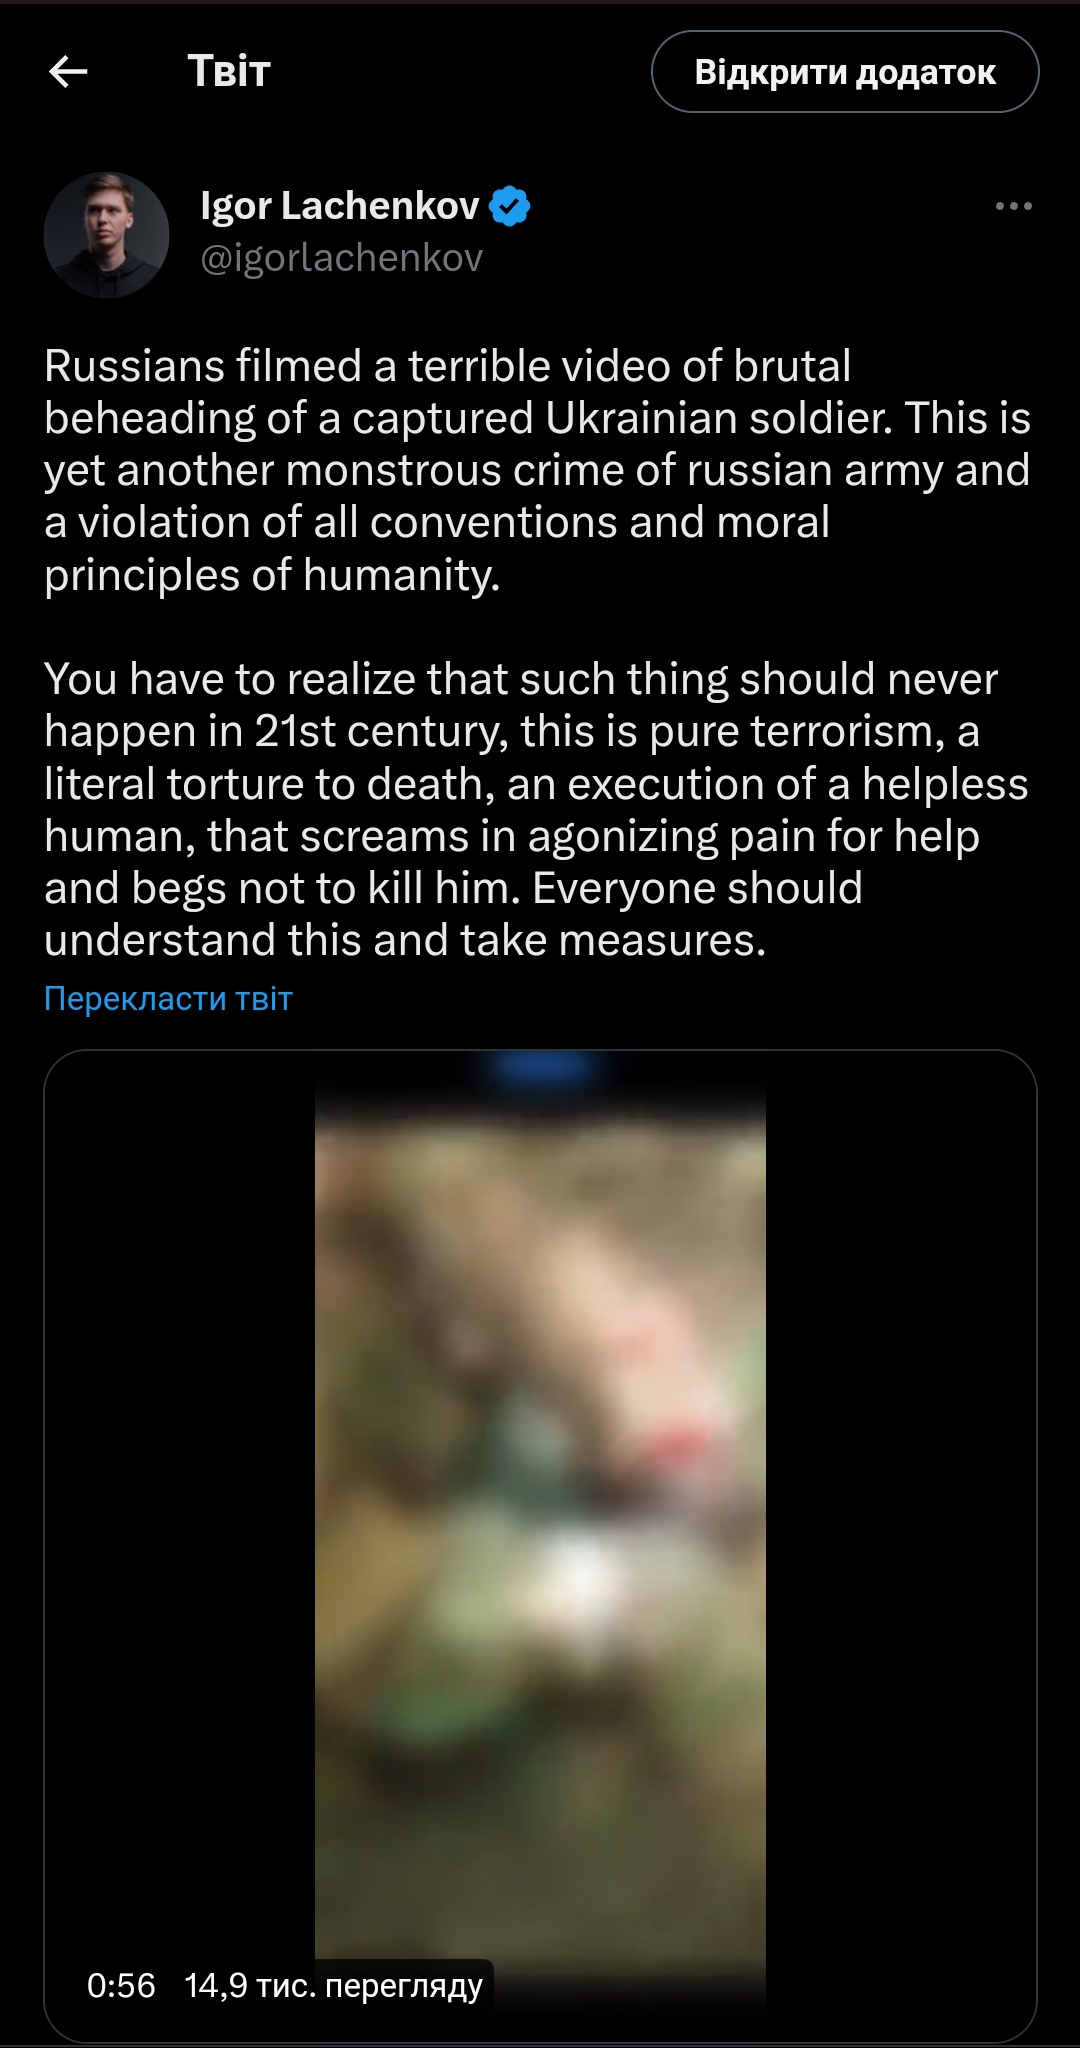 Твіт
Відкрити додаток
Igor Lachenkov
@igorlachenkov
Russians filmed a terrible video of brutal
beheading of a captured Ukrainian soldier. This is
yet another monstrous crime of russian army and
a violation of all conventions and moral
principles of humanity.
You have to realize that such thing should never
happen in 21st century, this is pure terrorism, a
literal torture to death, an execution of a helpless
human, that screams in agonizing pain for help
and begs not to kill him. Everyone should
understand this and take measures.
Перекласти твіт
0:56 14,9 тис. перегляду